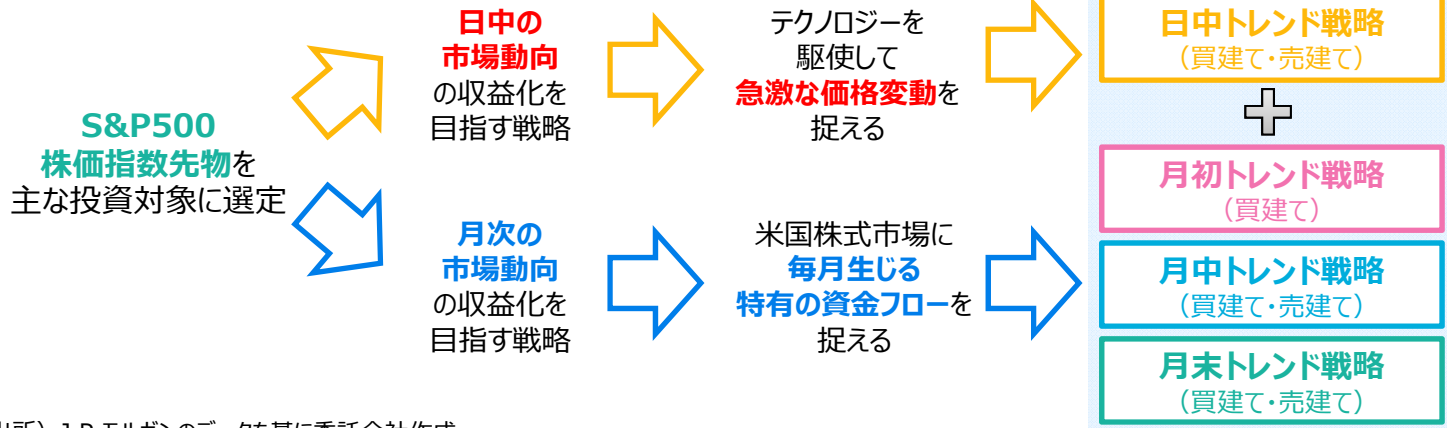 S&P500
株価指数先物を
主な投資対象に選定
日中の
市場動向
の収益化を
目指す戦略
テクノロジーを
駆使して
急激な価格変動を
捉える
日中トレンド戦略
（買建て・売建て）
月次の
市場動向
の収益化を
目指す戦略
米国株式市場に
毎月生じる
特有の資金フローを
捉える
月初トレンド戦略
（買建て）
月中トレンド戦略
（買建て・売建て）
月末トレンド戦略
（買建て・売建て）